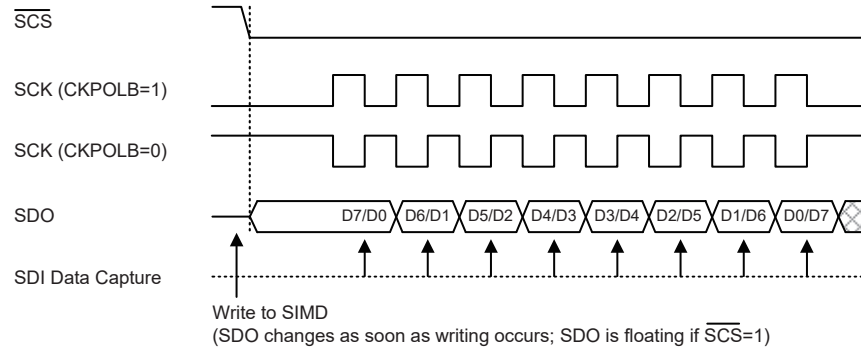 SCS
SCK (CKPOLB=1)
SCK (CKPOLB=0)
SDO
D7/D0 D6/D1 D5/D2 D4/D3 D3/D4 D2/D5 D1/D6 D0/D7
SDI Data Capture
Write to SIMD
(SDO changes as soon as writing occurs; SDO is floating if SCS=1)